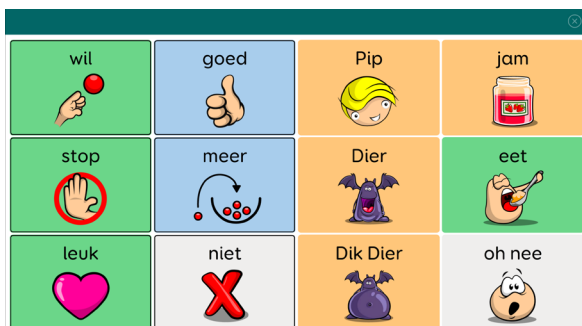 wil
goed
Pip
jam
stop
meer
Dier
eet
leuk
niet
Dik Dier
oh nee